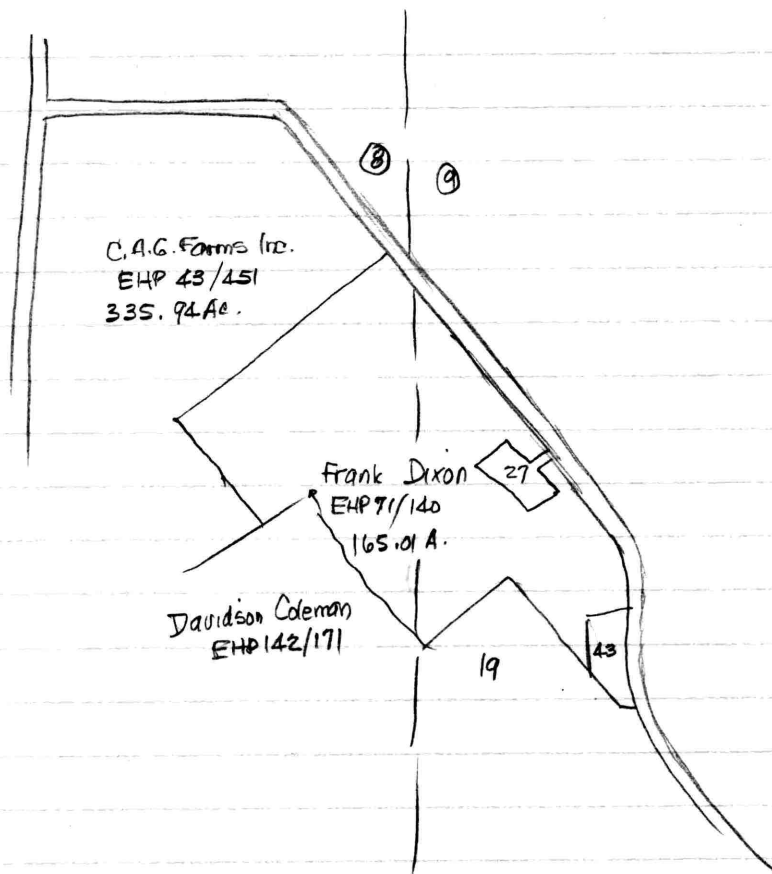 8
9
C.A.G. Farms Inc.
EHP 43/451
335.94 Ac.
Frank Dixon
EHP 71/140
165.01 A.
27
Davidson Coleman
EHP 142/171
19
43